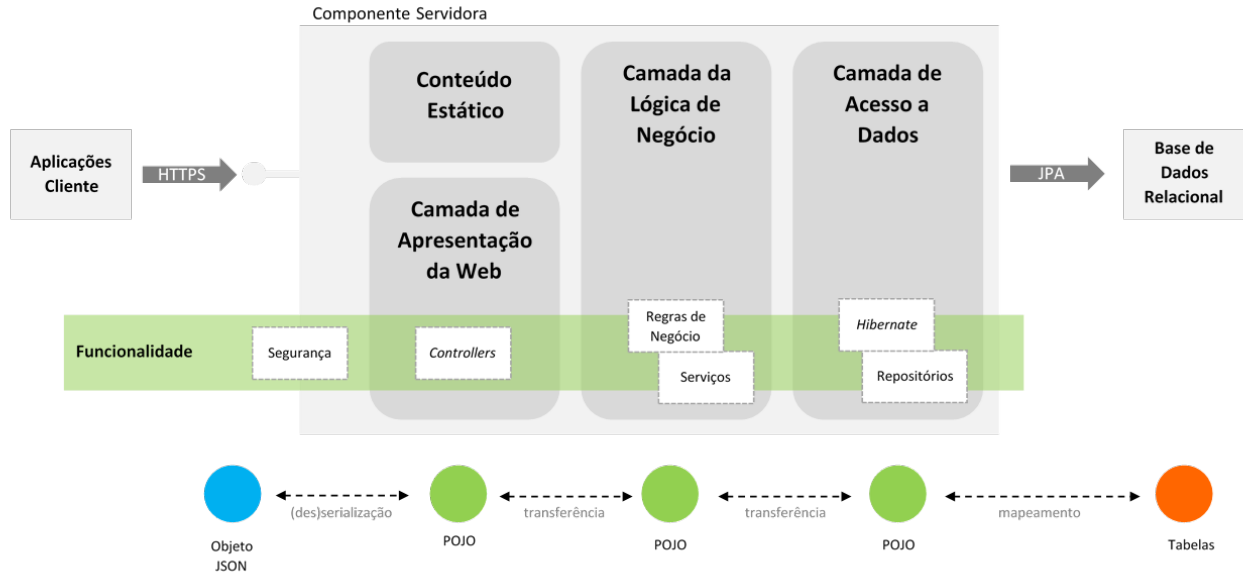 Componente Servidora
Conteúdo
Estático
Camada da
Lógica de
Negócio
Camada de
Acesso a
Dados
Aplicações
Cliente
HTTPS
JPA
Base de
Dados
Relacional
Camada de
Apresentação
da Web
Funcionalidade
Segurança
Controllers
Regras de
Negócio
Serviços
Hibernate
Repositórios
(des)serialização
transferência
transferência
mapeamento
Objeto
JSON
POJO
POJO
POJO
Tabelas